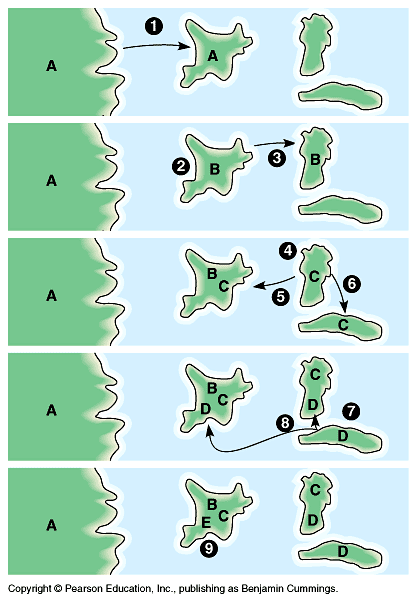 1
A
A
A
2
B
3
B
4
B
C
C
5
6
C
A
A
B
C
D
C
D
7
8
D
A
B
C
E
9
C
D
D
Copyright © Pearson Education, Inc., publishing as Benjamin Cummings.